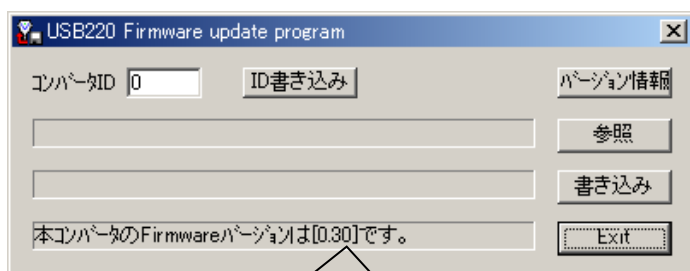 USB220 Firmware update program
コンバータID 0 ID書き込み バージョン情報
参照
書き込み
本コンバータのFirmwareバージョンは[0.30]です。 Exit